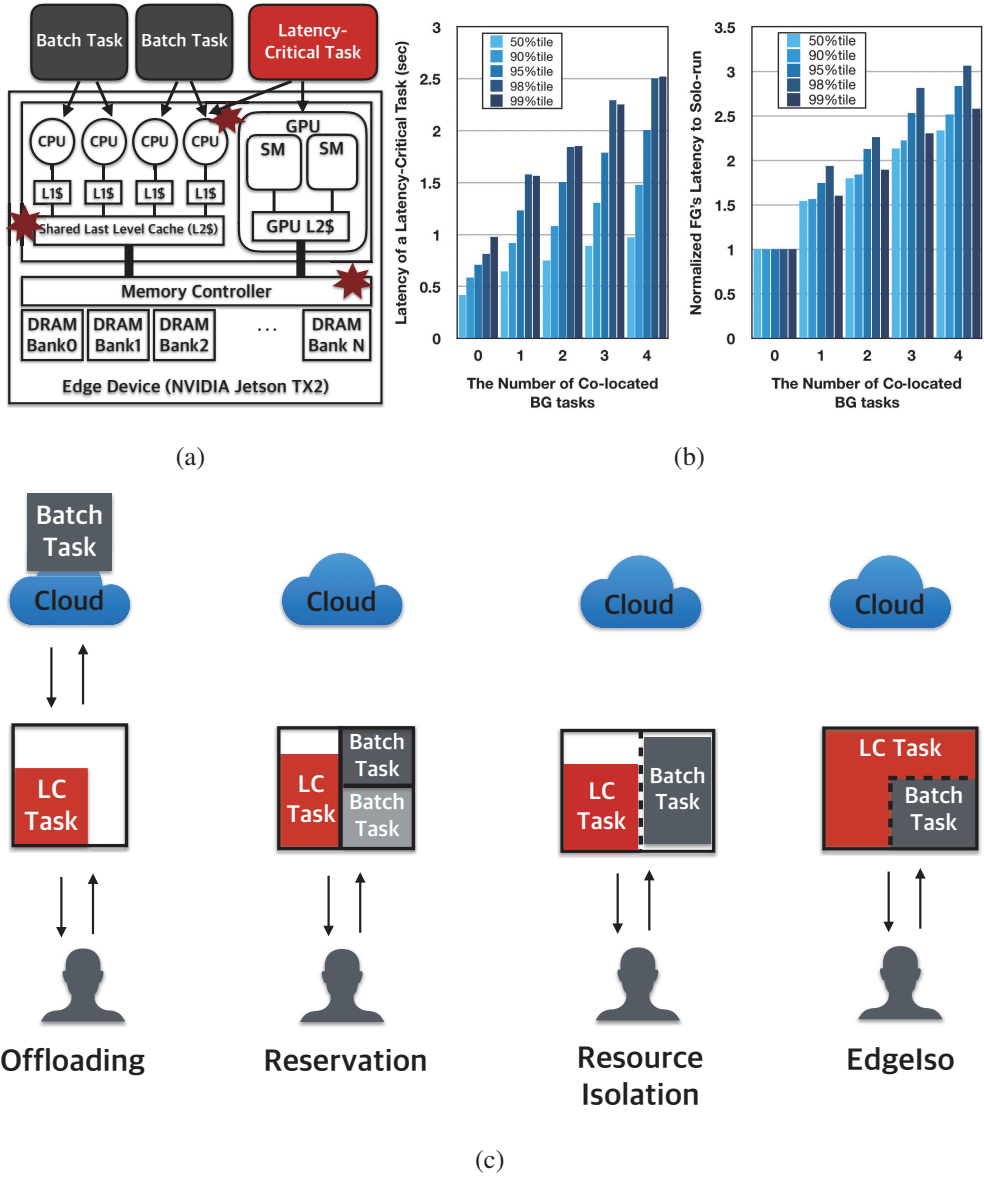 Batch Task
Batch Task
Latency-
Critical Task
CPU
CPU
CPU
CPU
GPU
SM
SM
L1$
L1$
L1$
L1$
Shared Last Level Cache (L2$)
GPU L2$
Memory Controller
DRAM
Bank0
DRAM
Bank1
DRAM
Bank2
...
DRAM
Bank N
Edge Device (NVIDIA Jetson TX2)
(a)
Latency of a Latency-Critical Task (sec)
3
2.5
2
1.5
1
0.5
0
50%tile
90%tile
95%tile
98%tile
99%tile
0
1
2
3
4
The Number of Co-located
BG tasks
Normalized FG's Latency to Solo-run
3.5
3
2.5
2
1.5
1
0.5
0
50%tile
90%tile
95%tile
98%tile
99%tile
0
1
2
3
4
The Number of Co-located
BG tasks
(b)
Batch
Task
Cloud
LC
Task
Offloading
Cloud
LC
Task
Batch
Task
Batch
Task
Reservation
Cloud
LC
Task
Batch
Task
Resource
Isolation
Cloud
LC Task
Batch
Task
EdgeIso
(c)